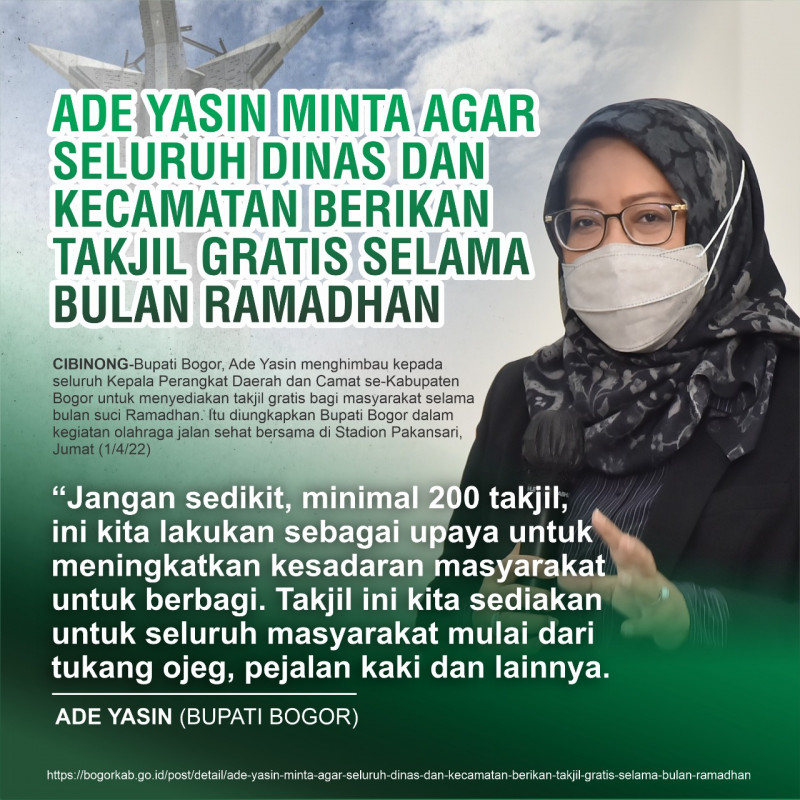 ADE YASIN MINTA AGAR
SELURUH DINAS DAN
KECAMATAN BERIKAN
TAKJIL GRATIS SELAMA
BULAN RAMADHAN
CIBINONG-Bupati Bogor, Ade Yasin menghimbau kepada
seluruh Kepala Perangkat Daerah dan Camat se-Kabupaten
Bogor untuk menyediakan takjil gratis bagi masyarakat selama
bulan suci Ramadhan. Itu diungkapkan Bupati Bogor dalam
kegiatan olahraga jalan sehat bersama di Stadion Pakansari,
Jumat (1/4/22)
“Jangan sedikit, minimal 200 takjil,
ini kita lakukan sebagai upaya untuk
meningkatkan kesadaran masyarakat
untuk berbagi. Takjil ini kita sediakan
untuk seluruh masyarakat mulai dari
tukang ojeg, pejalan kaki dan lainnya.
ADE YASIN (BUPATI BOGOR)
https://bogorkab.go.id/post/detail/ade-yasin-minta-agar-seluruh-dinas-dan-kecamatan-berikan-takjil-gratis-selama-bulan-ramadhan